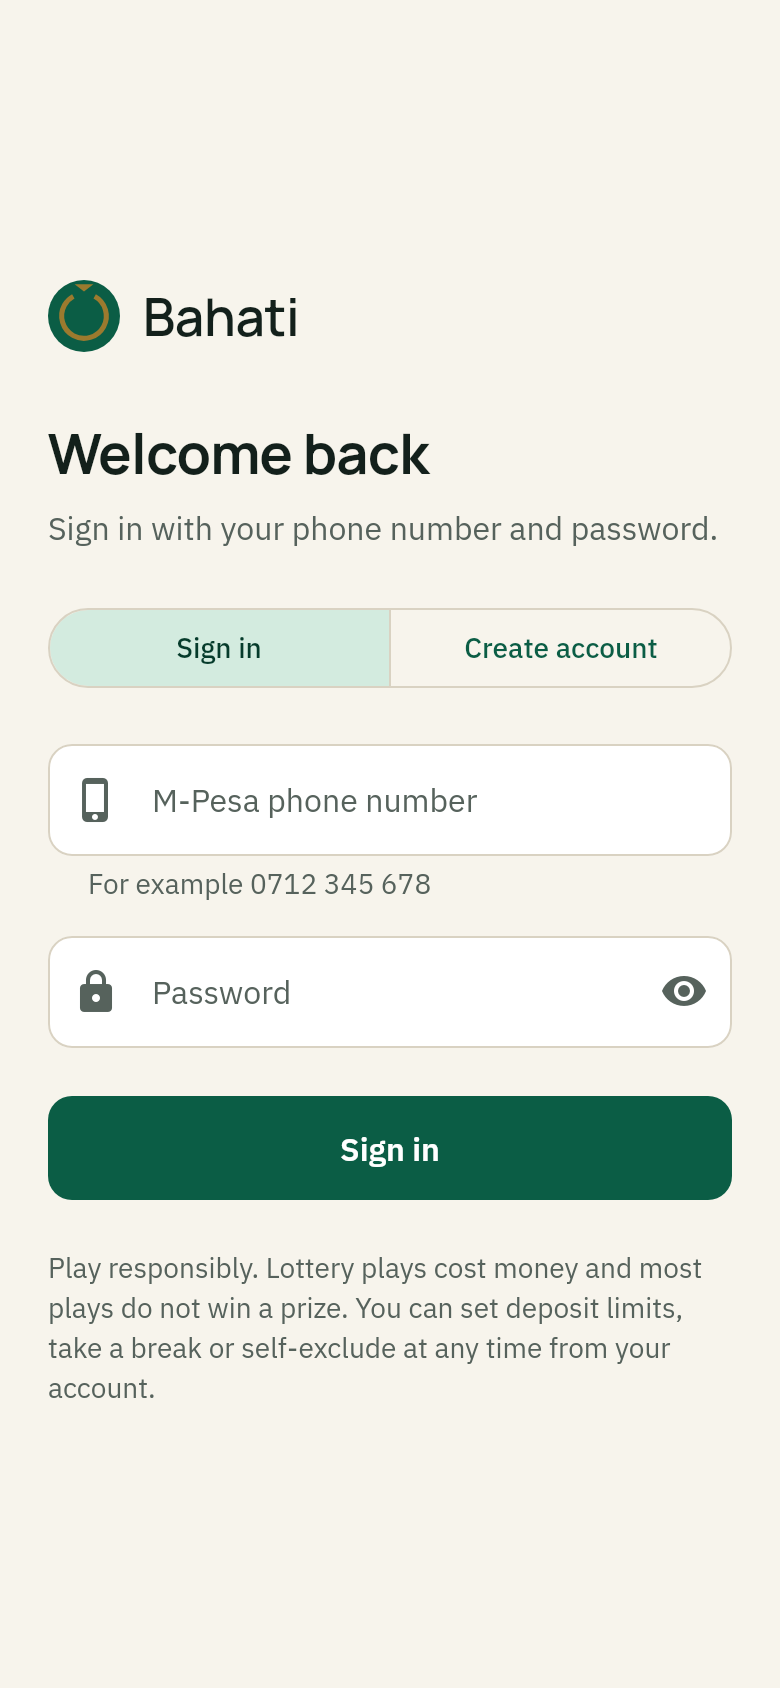 Bahati
Welcome back
Sign in with your phone number and password.
Sign in
Create account
M-Pesa phone number
For example 0712 345 678
Password
Sign in
Play responsibly. Lottery plays cost money and most
plays do not win a prize. You can set deposit limits,
take a break or self-exclude at any time from your
account.